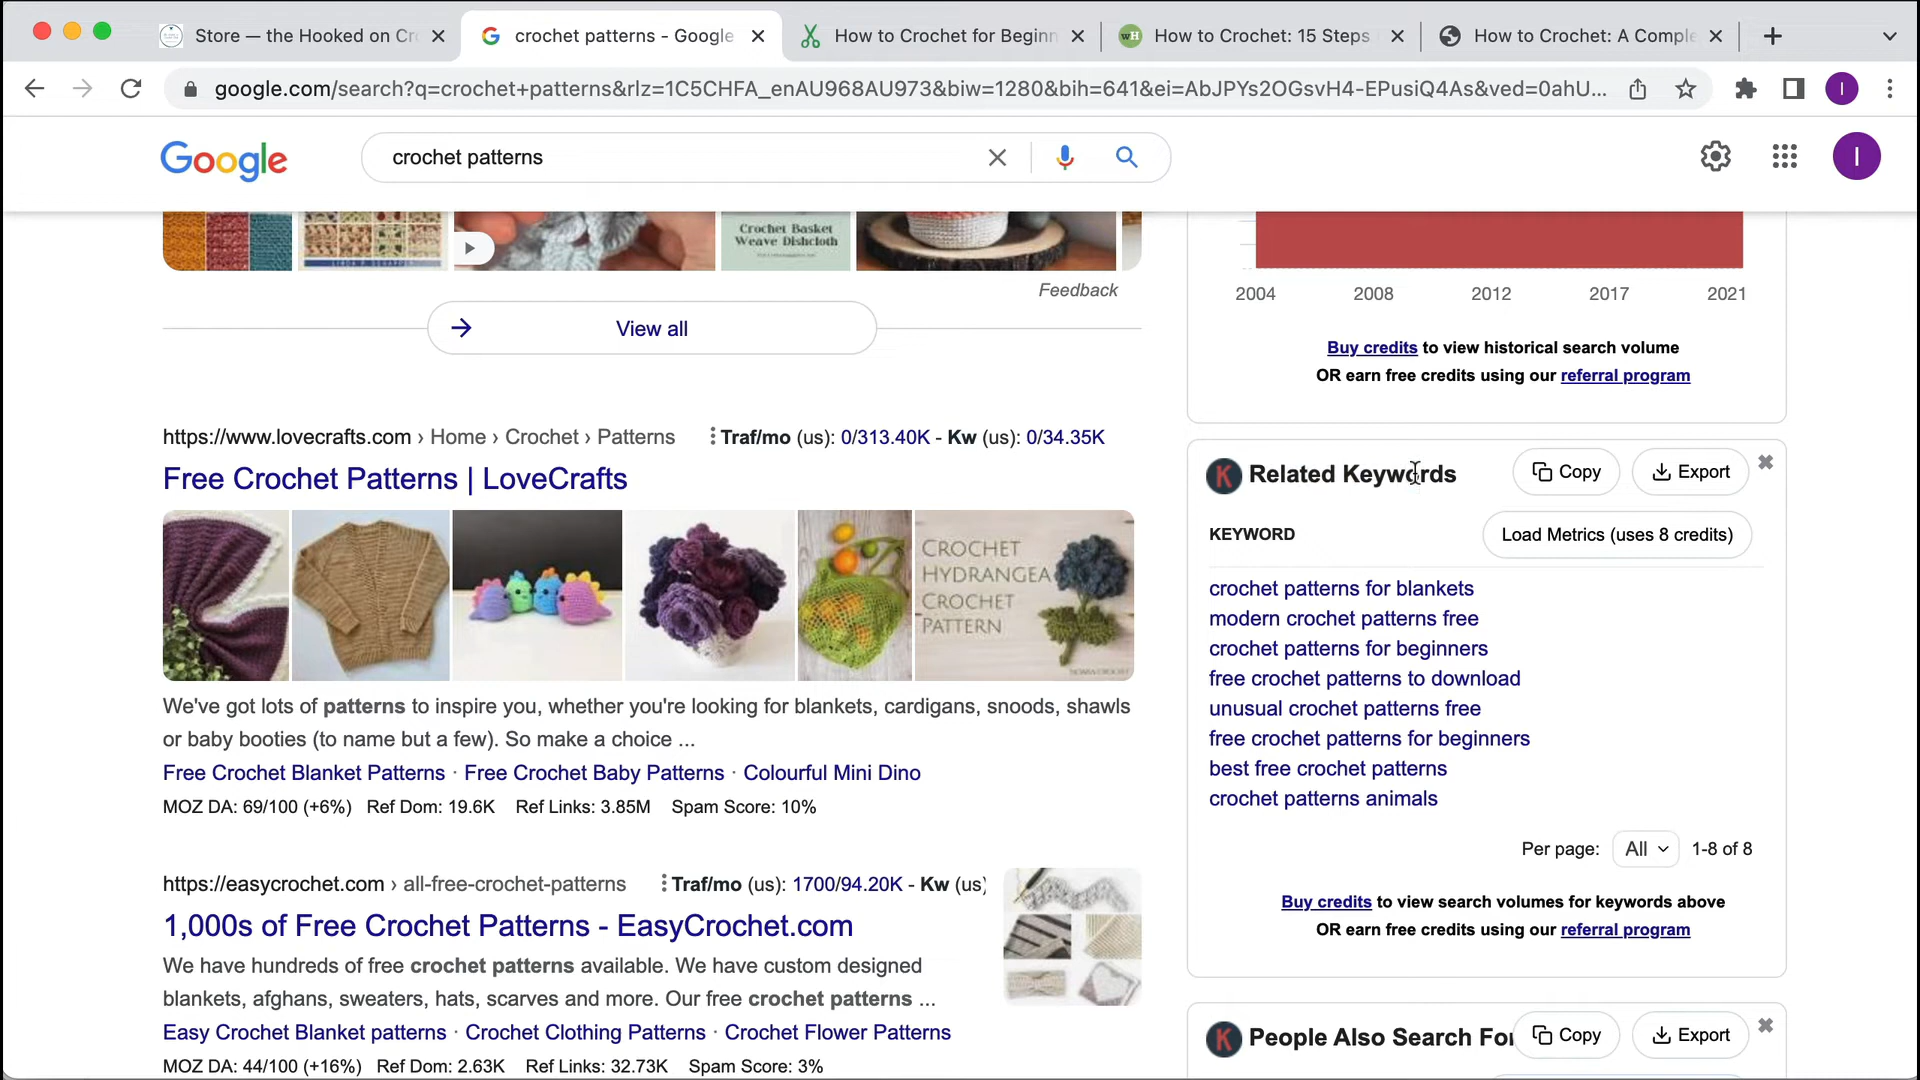 Store — the Hooked on Cr
crochet patterns - Google
How to Crochet for Beginn
wH
How to Crochet: 15 Steps
How to Crochet: A Comple
google.com/search?q=crochet+patterns&rlz=1C5CHFA_enAU968AU973&biw=1280&bih=641&ei=AbJPYs2OGsvH4-EPusiQ4As&ved=0ahU...
I
Google
crochet patterns
I
Crochet Basket
Weave Dishcloth
Feedback
View all
2004 2008 2012 2017 2021
Buy credits to view historical search volume
OR earn free credits using our referral program
https://www.lovecrafts.com › Home › Crochet › Patterns
Traf/mo (us): 0/313.40K - Kw (us): 0/34.35K
Free Crochet Patterns | LoveCrafts
CROCHET
HYDRANGEA
CROCHET
PATTERN
We've got lots of patterns to inspire you, whether you're looking for blankets, cardigans, snoods, shawls
or baby booties (to name but a few). So make a choice ...
Free Crochet Blanket Patterns · Free Crochet Baby Patterns · Colourful Mini Dino
MOZ DA: 69/100 (+6%) Ref Dom: 19.6K Ref Links: 3.85M Spam Score: 10%
https://easycrochet.com › all-free-crochet-patterns
Traf/mo (us): 1700/94.20K - Kw (us)
1,000s of Free Crochet Patterns - EasyCrochet.com
We have hundreds of free crochet patterns available. We have custom designed
blankets, afghans, sweaters, hats, scarves and more. Our free crochet patterns ...
Easy Crochet Blanket patterns · Crochet Clothing Patterns · Crochet Flower Patterns
MOZ DA: 44/100 (+16%) Ref Dom: 2.63K Ref Links: 32.73K Spam Score: 3%
K Related Keywords
Copy
Export
KEYWORD
Load Metrics (uses 8 credits)
crochet patterns for blankets
modern crochet patterns free
crochet patterns for beginners
free crochet patterns to download
unusual crochet patterns free
free crochet patterns for beginners
best free crochet patterns
crochet patterns animals
Per page: All 1-8 of 8
Buy credits to view search volumes for keywords above
OR earn free credits using our referral program
K People Also Search For
Copy
Export